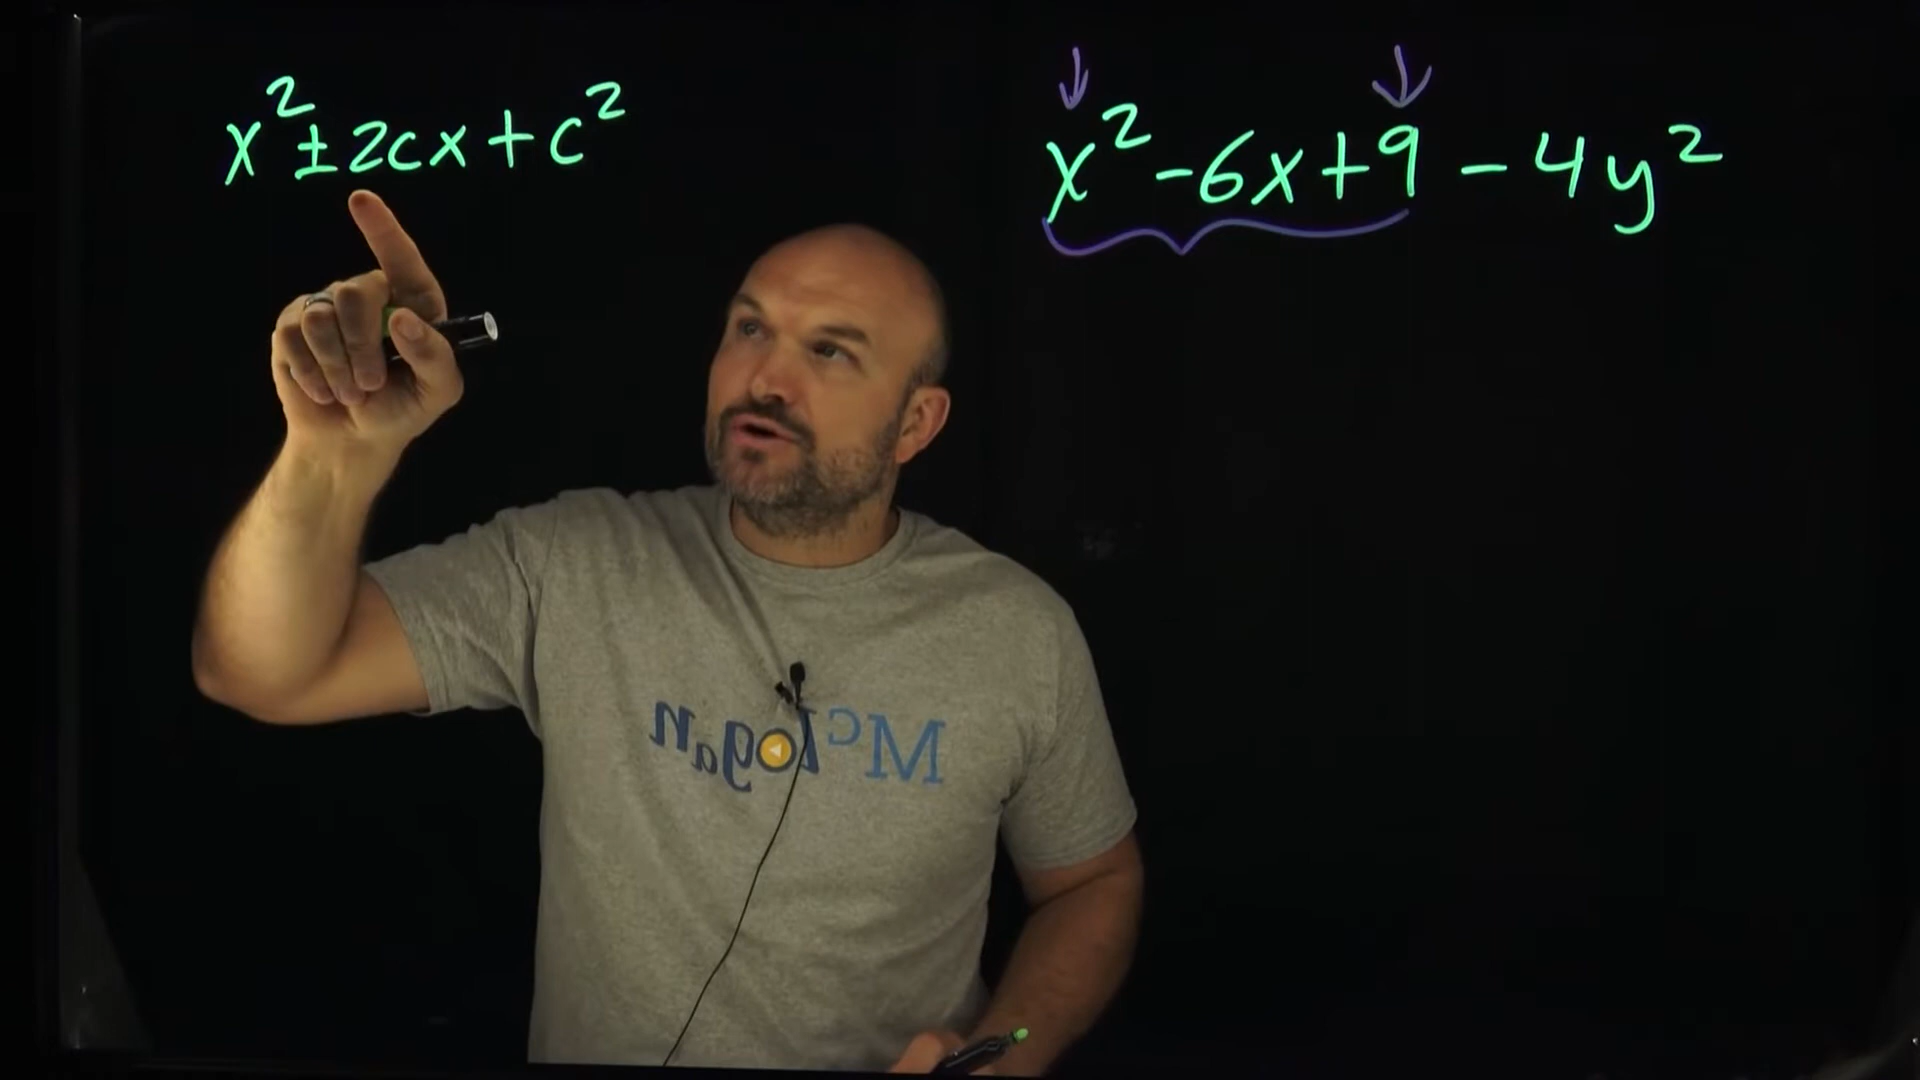 x² ± 2cx + c²
x² - 6x + 9 - 4y²
McLogan